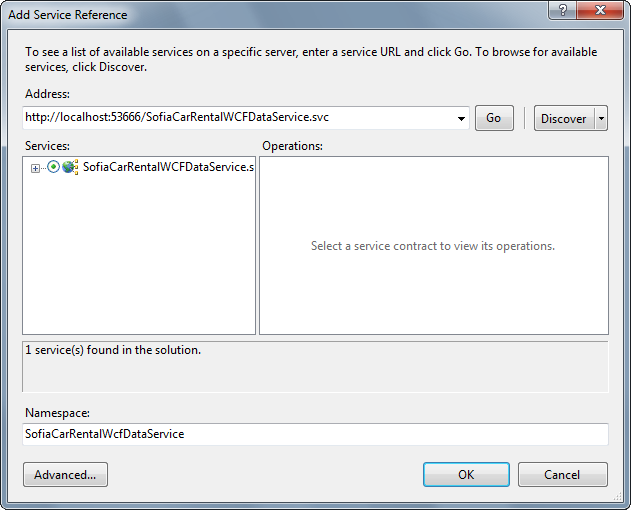 Add Service Reference
To see a list of available services on a specific server, enter a service URL and click Go. To browse for available
services, click Discover.
Address:
http://localhost:53666/SofiaCarRentalWCFDataService.svc
Go
Discover
Services:
Operations:
SofiaCarRentalWCFDataService.s
Select a service contract to view its operations.
1 service(s) found in the solution.
Namespace:
SofiaCarRentalWcfDataService
Advanced...
OK
Cancel